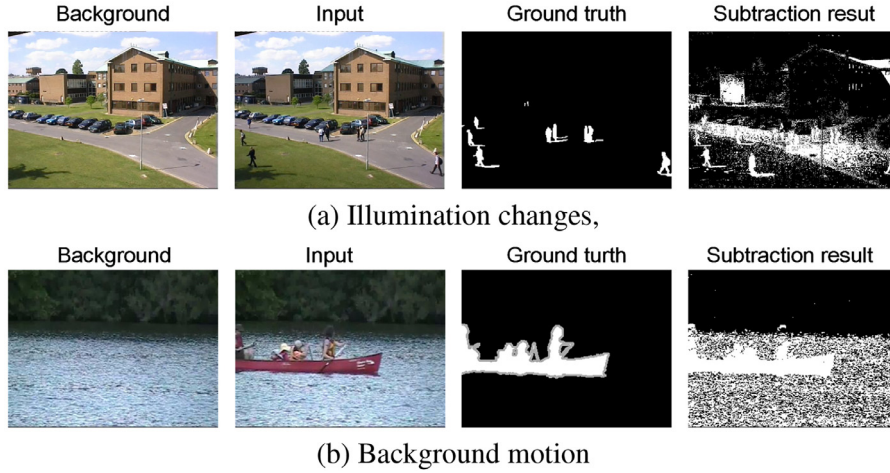 Background Input Ground truth Subtraction resut
(a) Illumination changes,
Background Input Ground turth Subtraction result
(b) Background motion